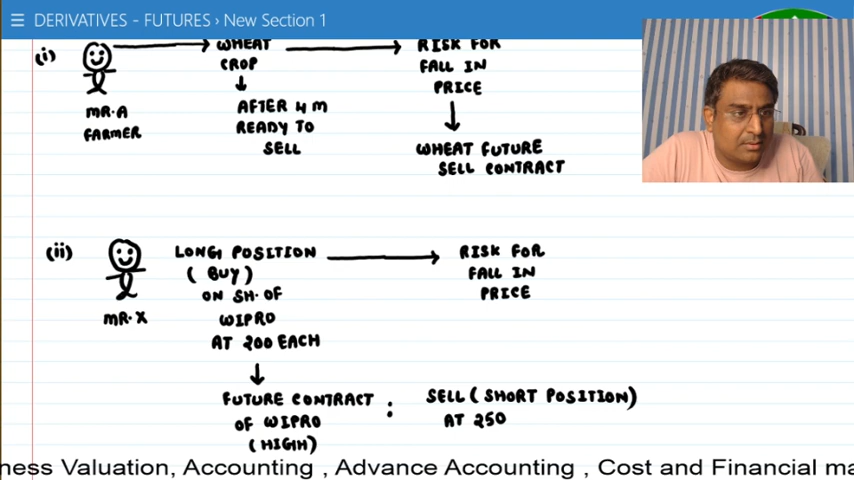 DERIVATIVES - FUTURES › New Section 1
(i)
WHEAT
CROP
AFTER 4 M
READY TO
SELL
RISK FOR
FALL IN
PRICE
WHEAT FUTURE
SELL CONTRACT
MR. A
FARMER
(ii)
MR. X
LONG POSITION
( BUY )
ON SH. OF
WIPRO
AT 200 EACH
RISK FOR
FALL IN
PRICE
FUTURE CONTRACT :
OF WIPRO
(HIGH)
SELL ( SHORT POSITION)
AT 250
ness Valuation, Accounting , Advance Accounting , Cost and Financial ma